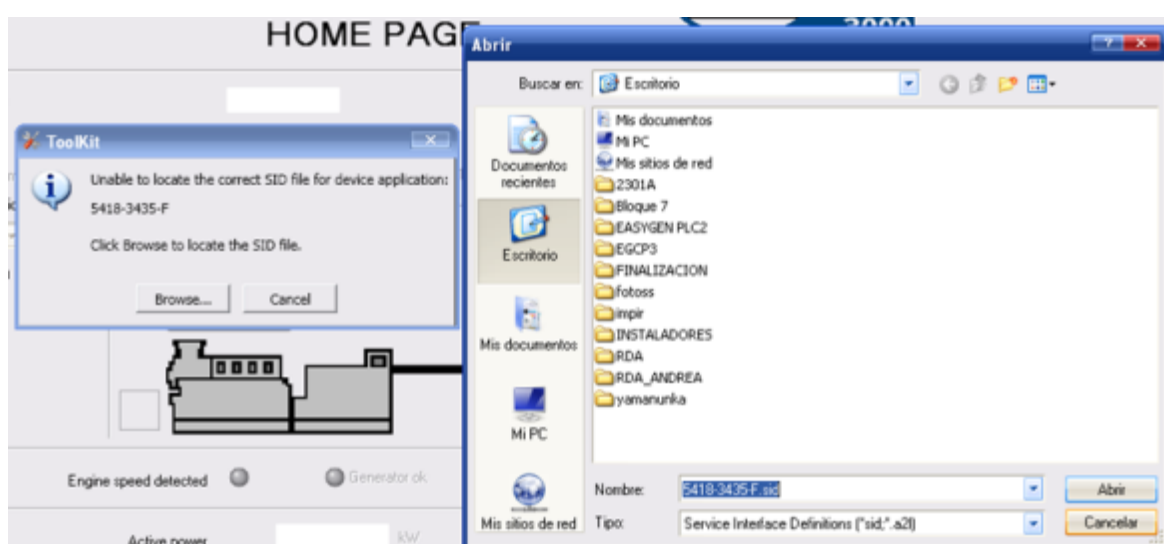 HOME PAGE
3000
ToolKit
Unable to locate the correct SID file for device application:
5418-3435-F
Click Browse to locate the SID file.
Browse...
Cancel
Engine speed detected
Generator ok
Active power
kW
Abrir
Buscar en:
Escritorio
Documentos
recientes
Escritorio
Mis documentos
Mi PC
Mis sitios de red
Mis documentos
Mi PC
Mis sitios de red
2301A
Bloque 7
EASYGEN PLC2
EGCP3
FINALIZACION
fotoss
impir
INSTALADORES
RDA
RDA_ANDREA
yamanunka
Nombre:
5418-3435-F.sid
Abrir
Tipo:
Service Interface Definitions (*sid;*.a2l)
Cancelar